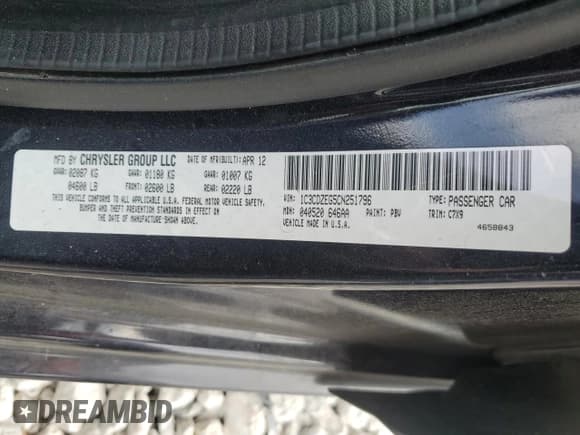 MFD BY CHRYSLER GROUP LLC DATE OF MFR(BUILT): APR 12
GVWR: 02087 KG GAWR: 01180 KG GAWR: 01007 KG
04600 LB FRONT: 02600 LB REAR: 02220 LB
THIS VEHICLE CONFORMS TO ALL APPLICABLE U.S.A. FEDERAL MOTOR VEHICLE SAFETY,
BUMPER AND THEFT PREVENTION STANDARDS IN EFFECT
ON THE DATE OF MANUFACTURE SHOWN ABOVE.
VIN: 1C3CDZEG5CN251796 TYPE: PASSENGER CAR
MDH: 040520 646AA PAINT: PBV TRIM: C7X9
VEHICLE MADE IN U.S.A. 4658843
DREAMBID